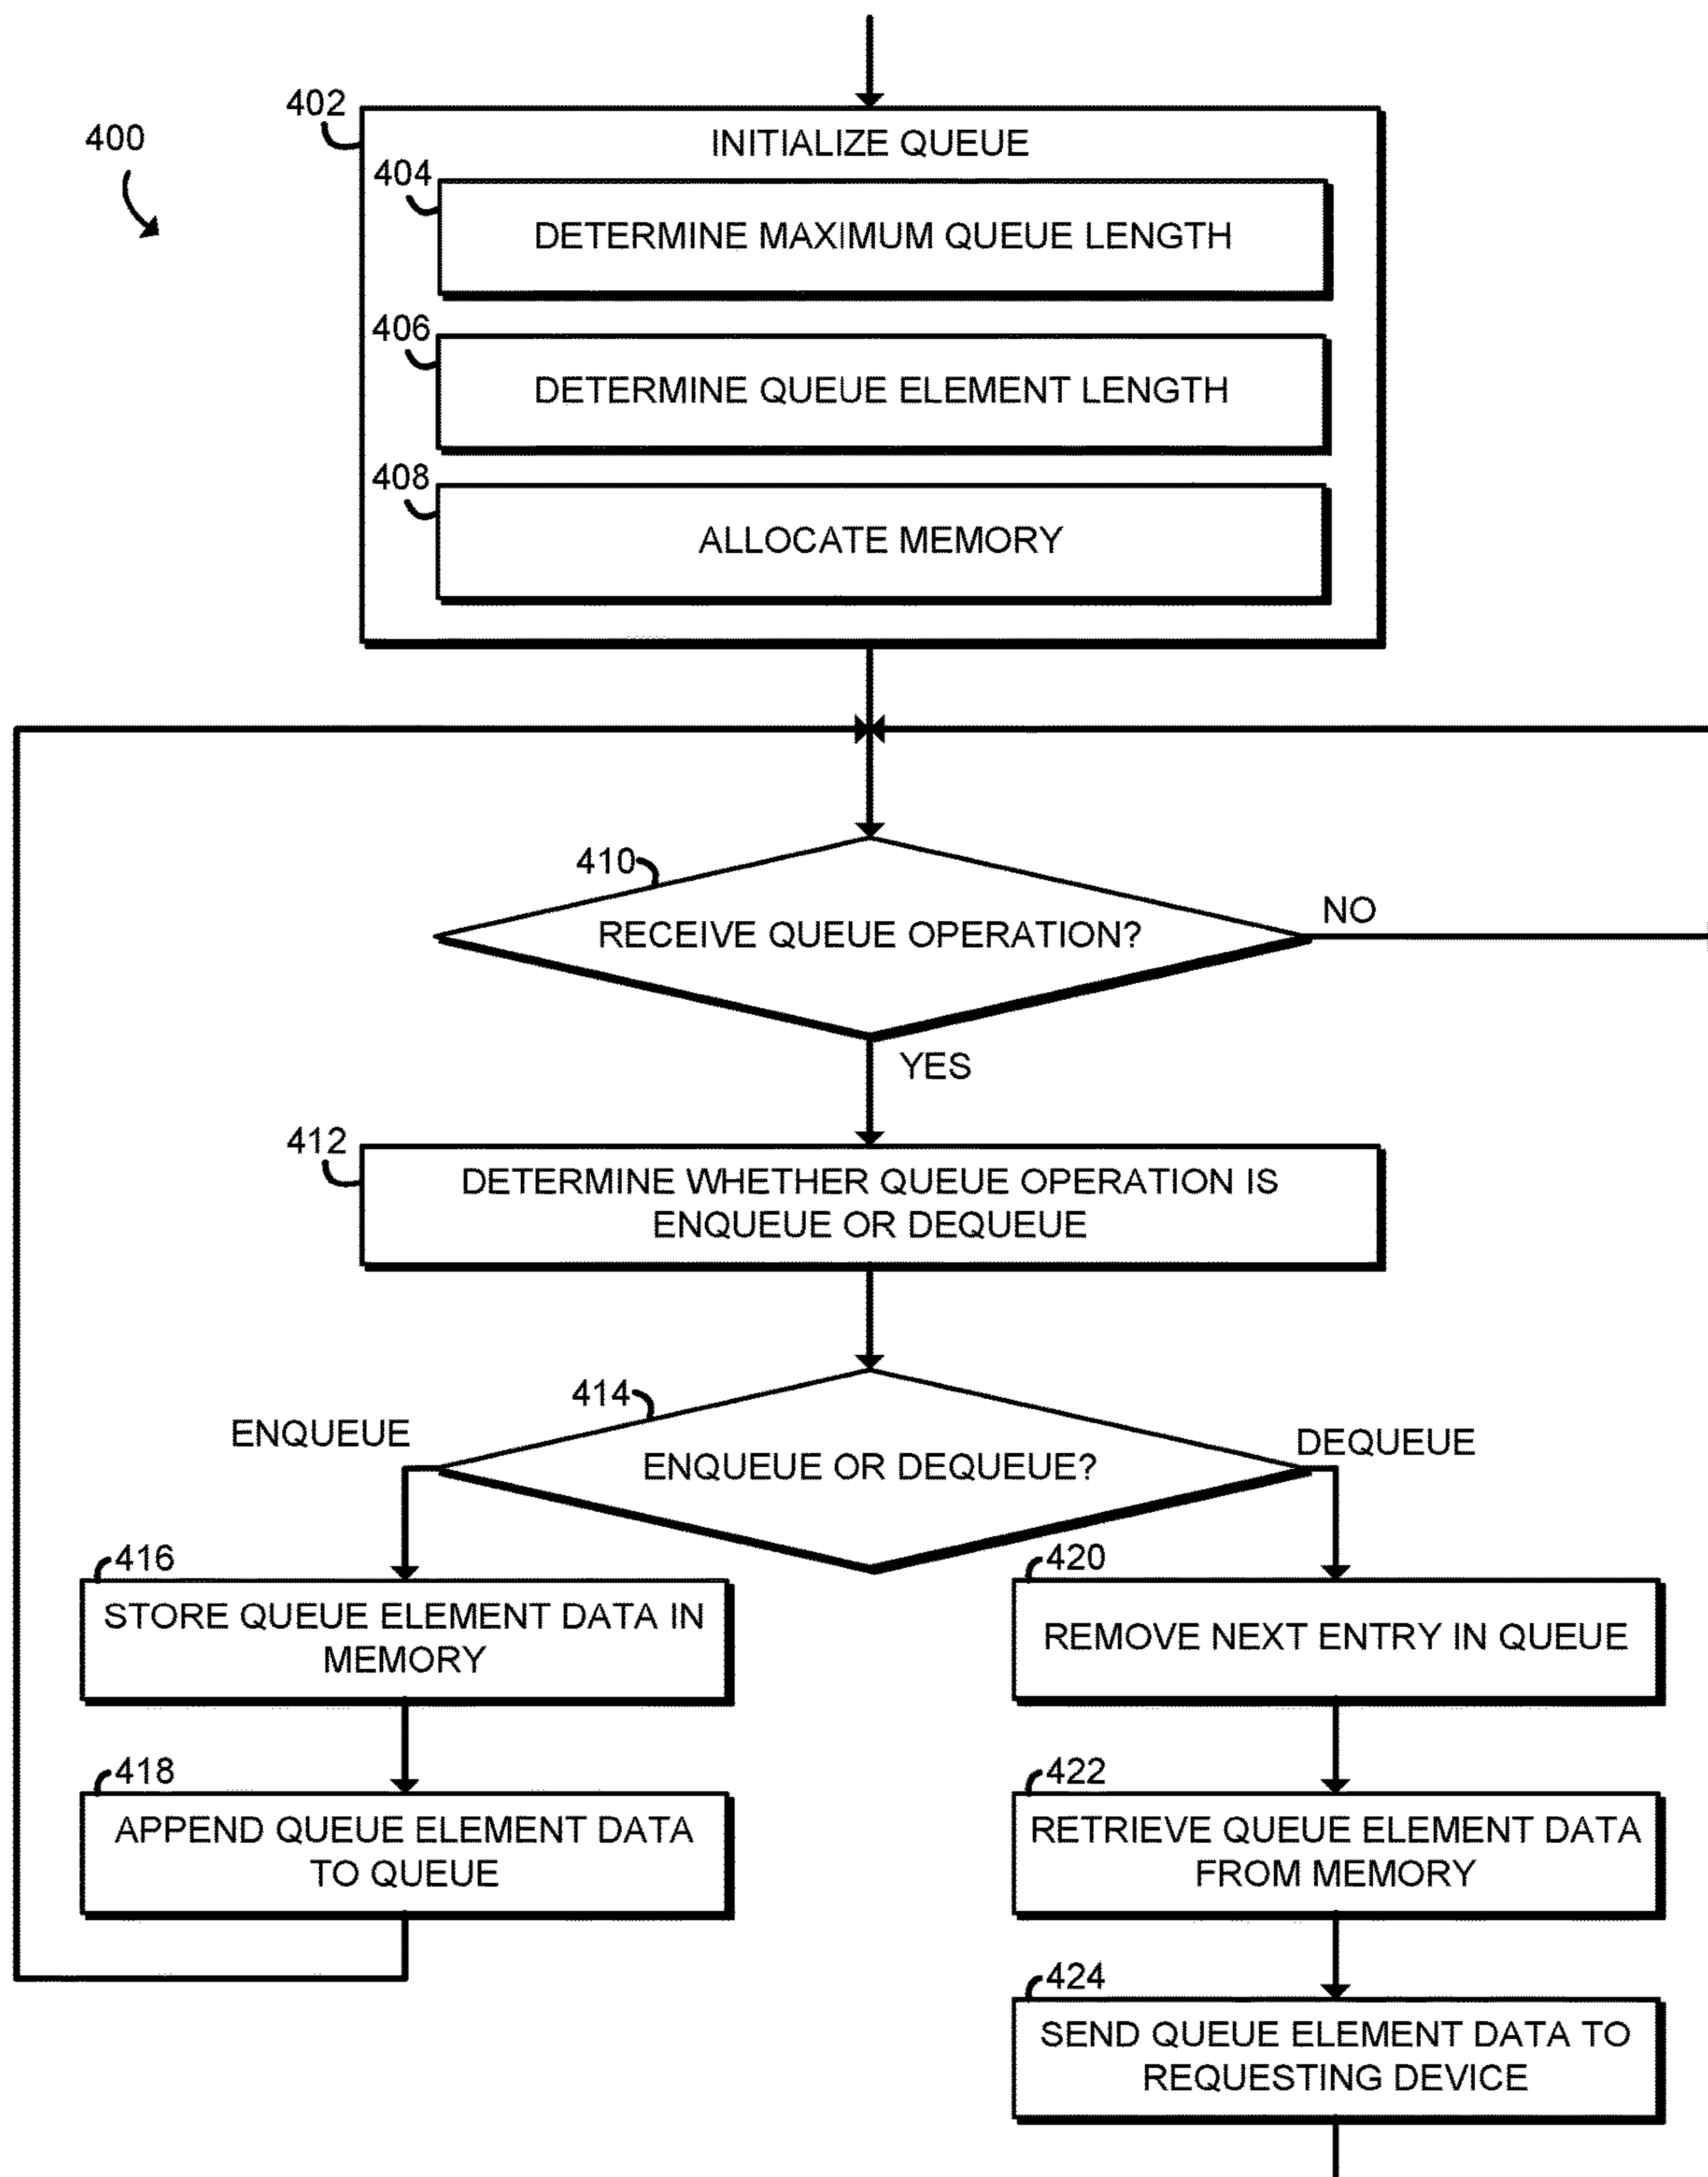 400
402
INITIALIZE QUEUE
404
DETERMINE MAXIMUM QUEUE LENGTH
406
DETERMINE QUEUE ELEMENT LENGTH
408
ALLOCATE MEMORY
410
RECEIVE QUEUE OPERATION?
NO
YES
412
DETERMINE WHETHER QUEUE OPERATION IS
ENQUEUE OR DEQUEUE
414
ENQUEUE
ENQUEUE OR DEQUEUE?
DEQUEUE
416
STORE QUEUE ELEMENT DATA IN
MEMORY
418
APPEND QUEUE ELEMENT DATA
TO QUEUE
420
REMOVE NEXT ENTRY IN QUEUE
422
RETRIEVE QUEUE ELEMENT DATA
FROM MEMORY
424
SEND QUEUE ELEMENT DATA TO
REQUESTING DEVICE